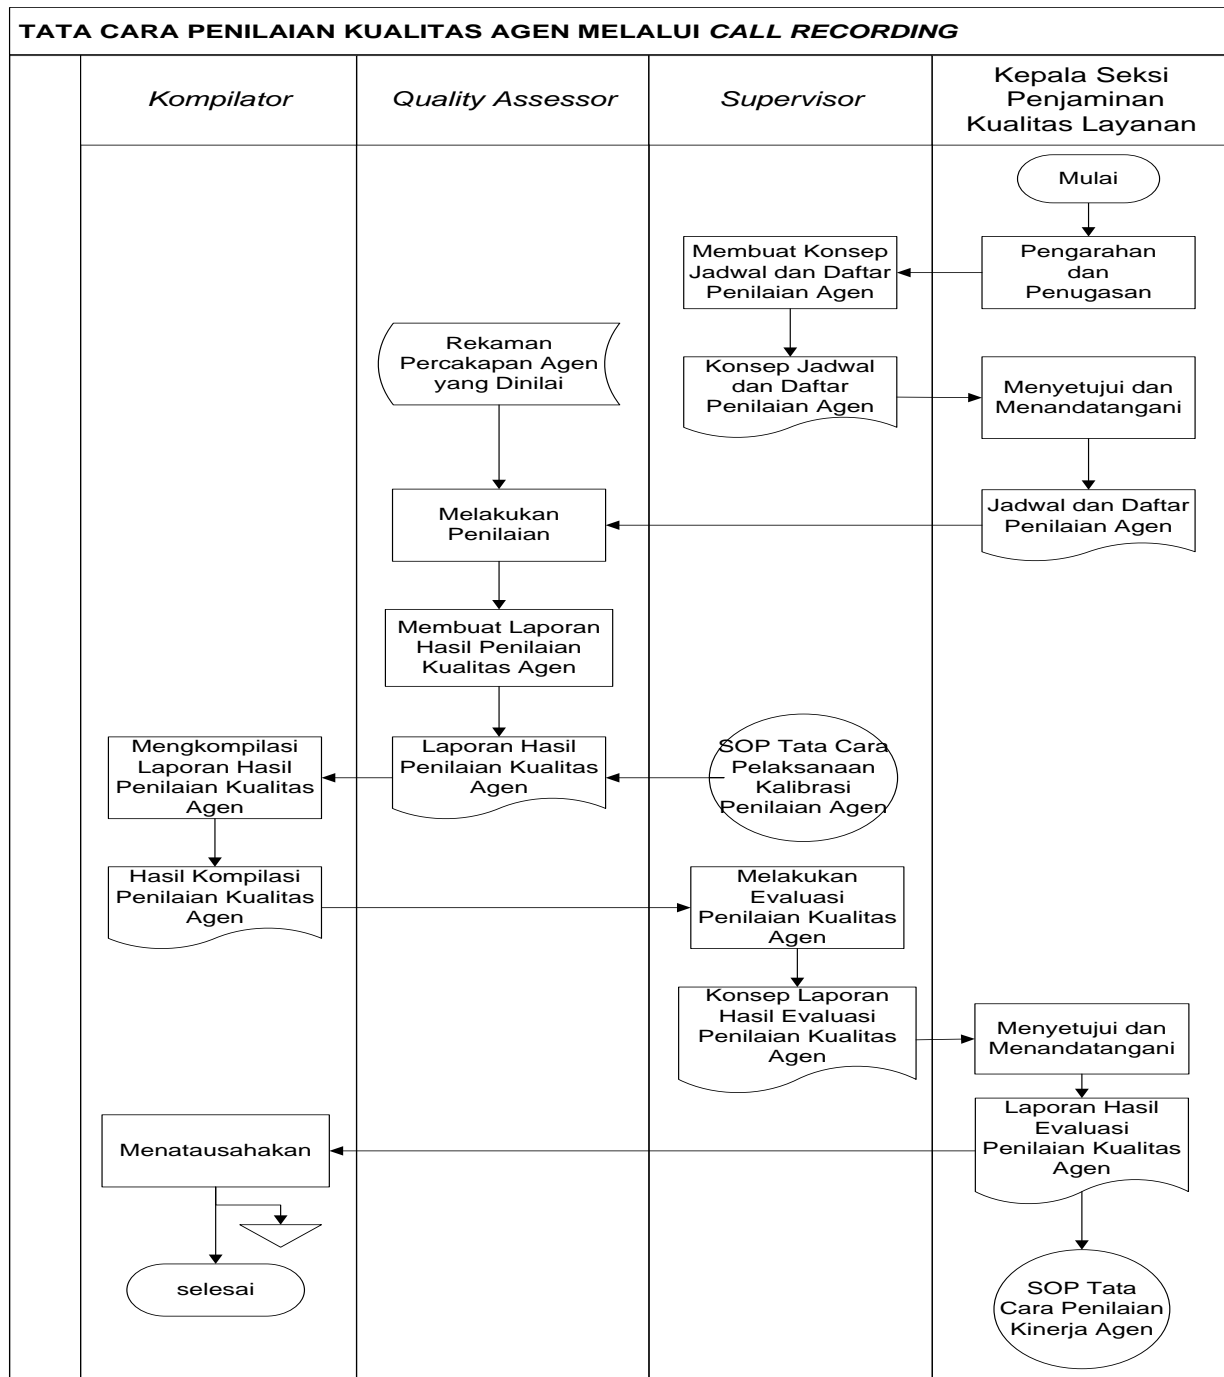 TATA CARA PENILAIAN KUALITAS AGEN MELALUI CALL RECORDING
Kompilator
Quality Assessor
Supervisor
Kepala Seksi
Penjaminan
Kualitas Layanan
Mulai
Pengarahan
dan
Penugasan
Membuat Konsep
Jadwal dan Daftar
Penilaian Agen
Rekaman
Percakapan Agen
yang Dinilai
Konsep Jadwal
dan Daftar
Penilaian Agen
Menyetujui dan
Menandatangani
Jadwal dan Daftar
Penilaian Agen
Melakukan
Penilaian
Membuat Laporan
Hasil Penilaian
Kualitas Agen
Laporan Hasil
Penilaian Kualitas
Agen
SOP Tata Cara
Pelaksanaan
Kalibrasi
Penilaian Agen
Mengkompilasi
Laporan Hasil
Penilaian Kualitas
Agen
Hasil Kompilasi
Penilaian Kualitas
Agen
Melakukan
Evaluasi
Penilaian Kualitas
Agen
Konsep Laporan
Hasil Evaluasi
Penilaian Kualitas
Agen
Menyetujui dan
Menandatangani
Laporan Hasil
Evaluasi
Penilaian Kualitas
Agen
Menatausahakan
selesai
SOP Tata
Cara Penilaian
Kinerja Agen